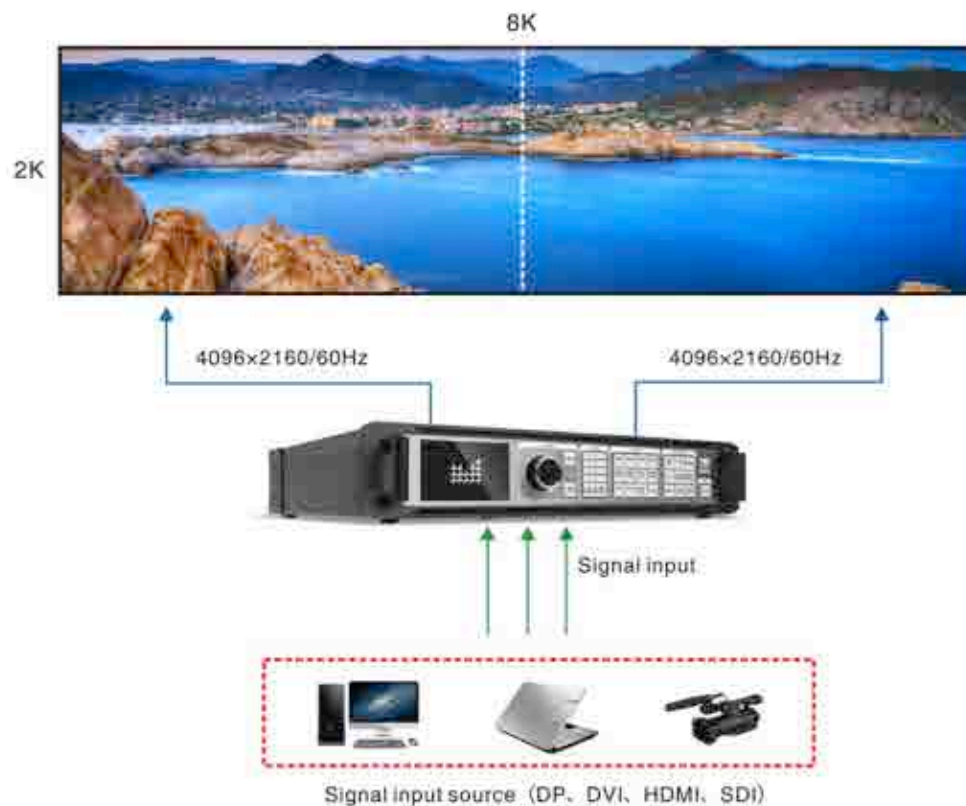 8K
2K
4096×2160/60Hz
4096×2160/60Hz
Signal input
Signal input source（DP、DVI、HDMI、SDI）